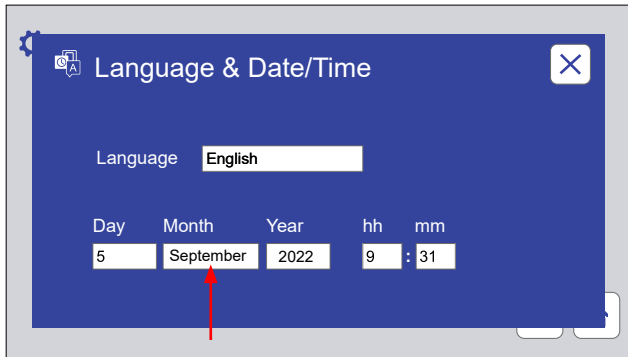 Language & Date/Time
Language English
Day Month Year hh mm
5 September 2022 9 : 31